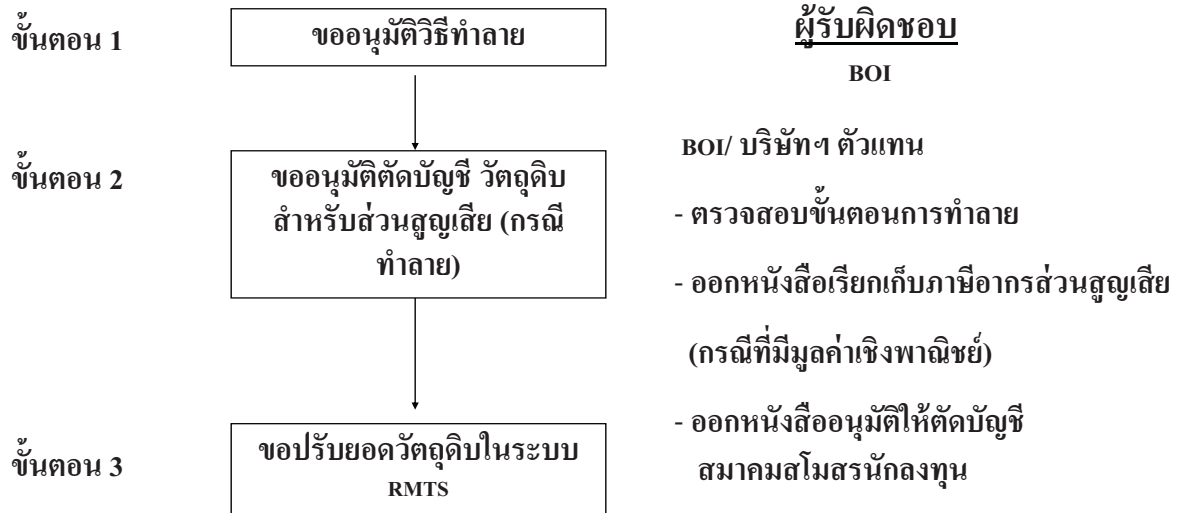 ขั้นตอน 1
ขออนุมัติวิธีทำลาย
ผู้รับผิดชอบ
BOI
ขั้นตอน 2
ขออนุมัติตัดบัญชี วัตถุดิบ
สำหรับส่วนสูญเสีย (กรณี
ทำลาย)
BOI/ บริษัทฯ ตัวแทน
- ตรวจสอบขั้นตอนการทำลาย
- ออกหนังสือเรียกเก็บภาษีอากรส่วนสูญเสีย
(กรณีที่มีมูลค่าเชิงพาณิชย์)
- ออกหนังสืออนุมัติให้ตัดบัญชี
ขั้นตอน 3
ขอปรับยอดวัตถุดิบในระบบ
RMTS
สมาคมสโมสรนักลงทุน